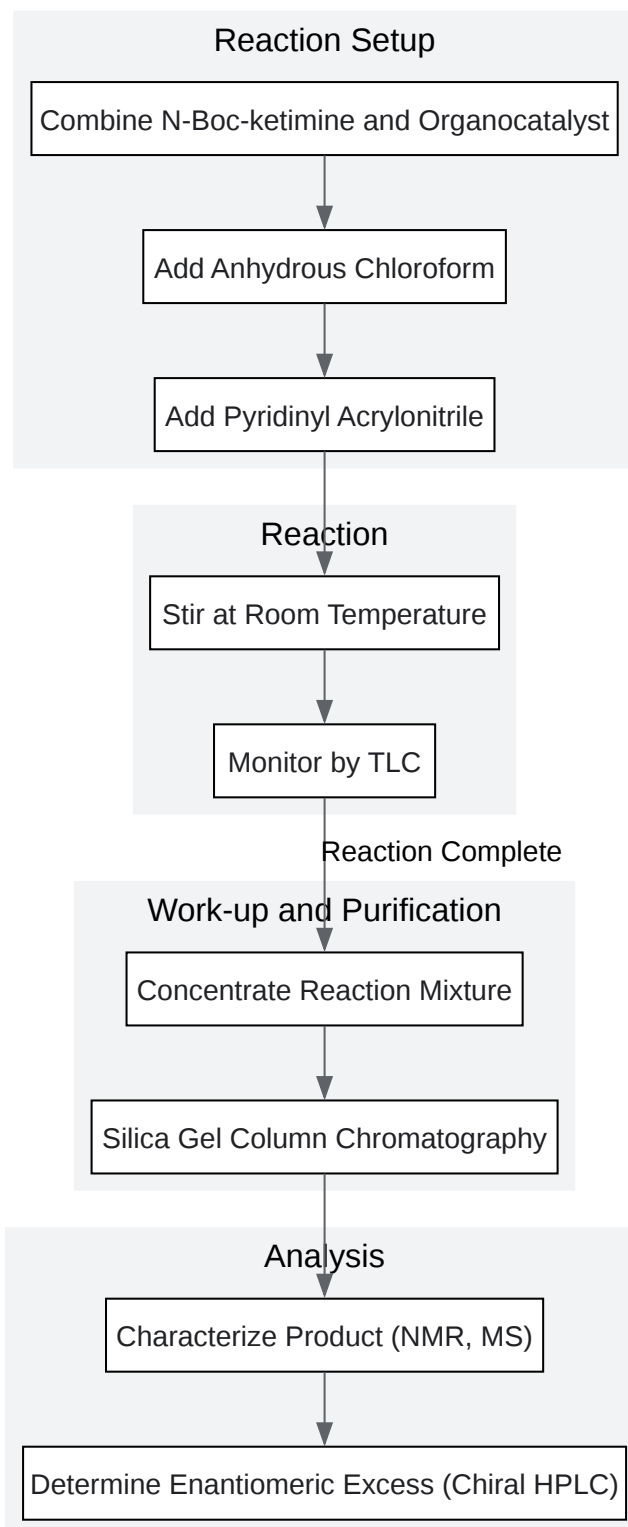 Reaction Setup
Combine N-Boc-ketimine and Organocatalyst
Add Anhydrous Chloroform
Add Pyridinyl Acrylonitrile
Reaction
Stir at Room Temperature
Monitor by TLC
Reaction Complete
Work-up and Purification
Concentrate Reaction Mixture
Silica Gel Column Chromatography
Analysis
Characterize Product (NMR, MS)
Determine Enantiomeric Excess (Chiral HPLC)